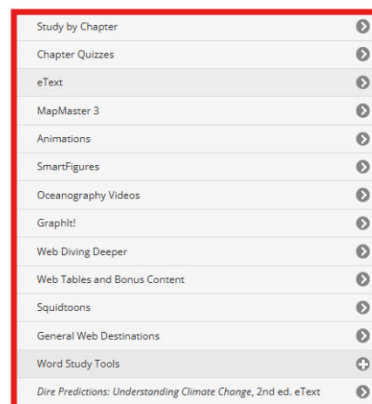 Study by Chapter
Chapter Quizzes
eText
MapMaster 3
Animations
SmartFigures
Oceanography Videos
GraphIt!
Web Diving Deeper
Web Tables and Bonus Content
Squidtoons
General Web Destinations
Word Study Tools
Dire Predictions: Understanding Climate Change, 2nd ed. eText